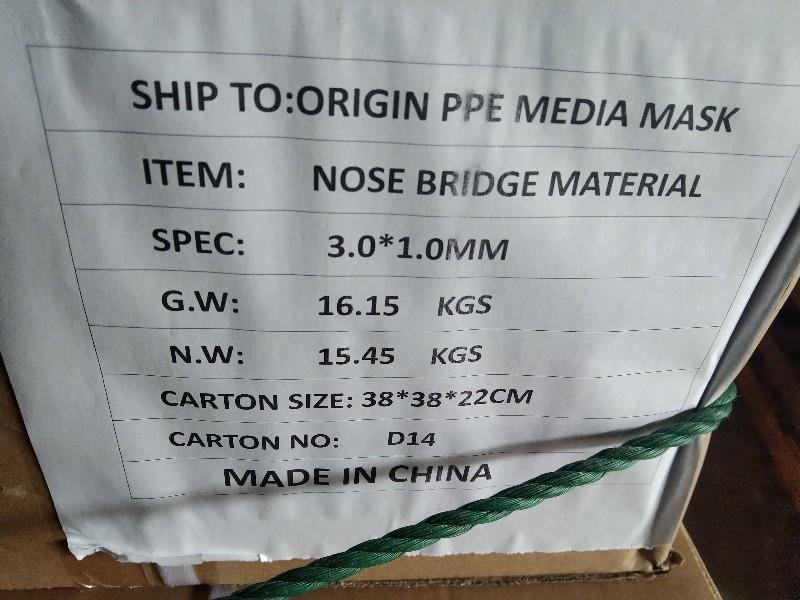 SHIP TO:ORIGIN PPE MEDIA MASK
ITEM: NOSE BRIDGE MATERIAL
SPEC: 3.0*1.0MM
G.W: 16.15 KGS
N.W: 15.45 KGS
CARTON SIZE: 38*38*22CM
CARTON NO: D14
MADE IN CHINA